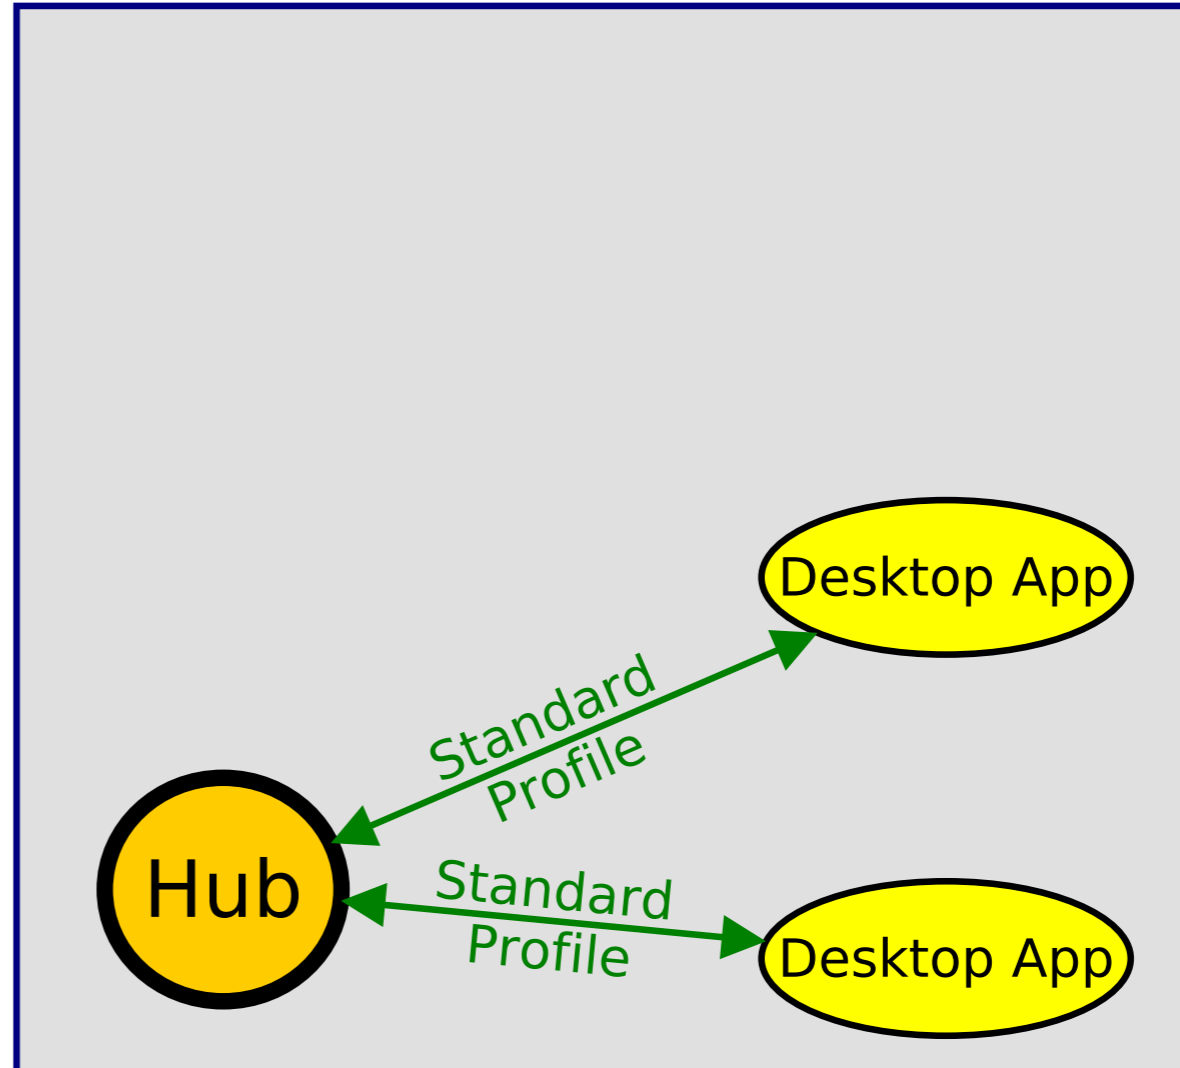 Desktop App
Standard
Profile
Hub
Standard
Profile
Desktop App